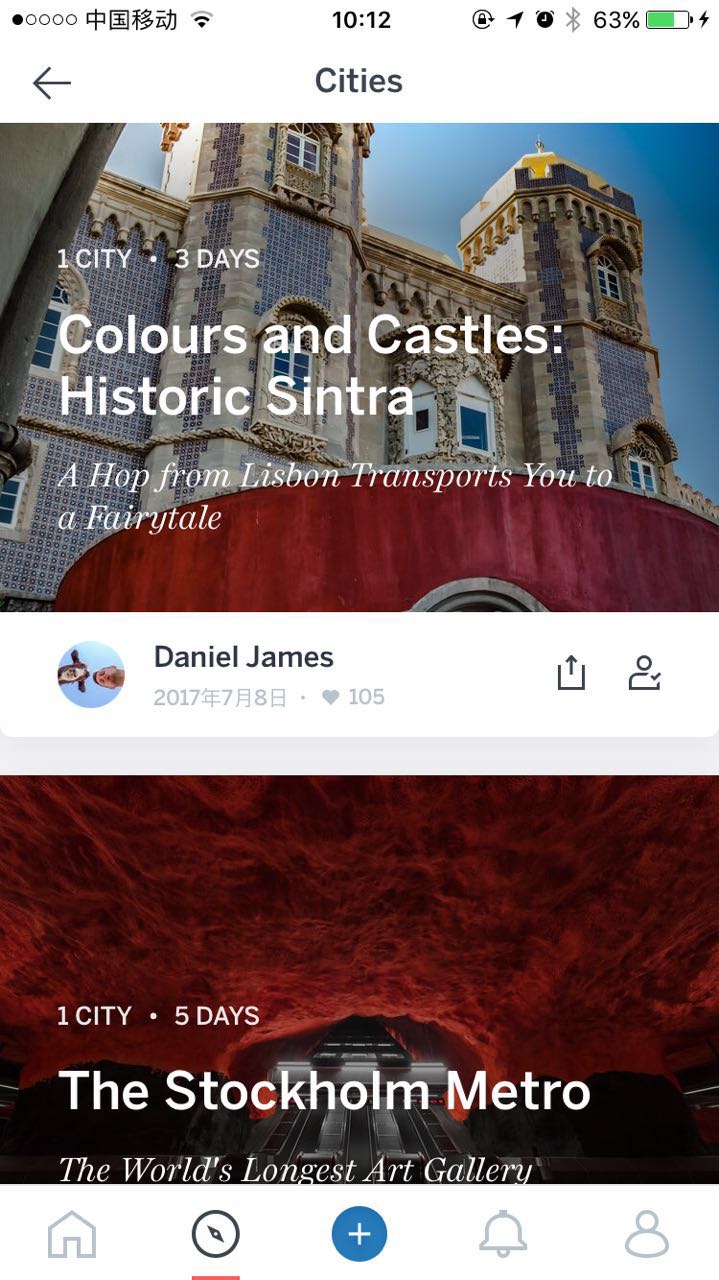 中国移动 10:12 63%
Cities
1 CITY • 3 DAYS
Colours and Castles:
Historic Sintra
A Hop from Lisbon Transports You to
a Fairytale
Daniel James
2017年7月8日 · 105
1 CITY • 5 DAYS
The Stockholm Metro
The World's Longest Art Gallery